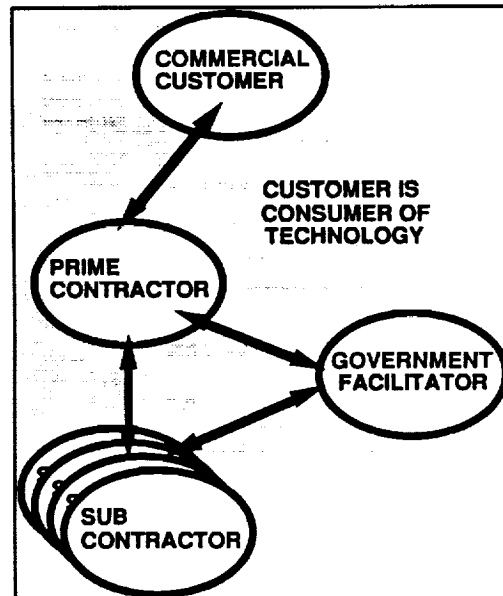 COMMERCIAL
CUSTOMER
CUSTOMER IS
CONSUMER OF
TECHNOLOGY
PRIME
CONTRACTOR
GOVERNMENT
FACILITATOR
SUB
CONTRACTOR